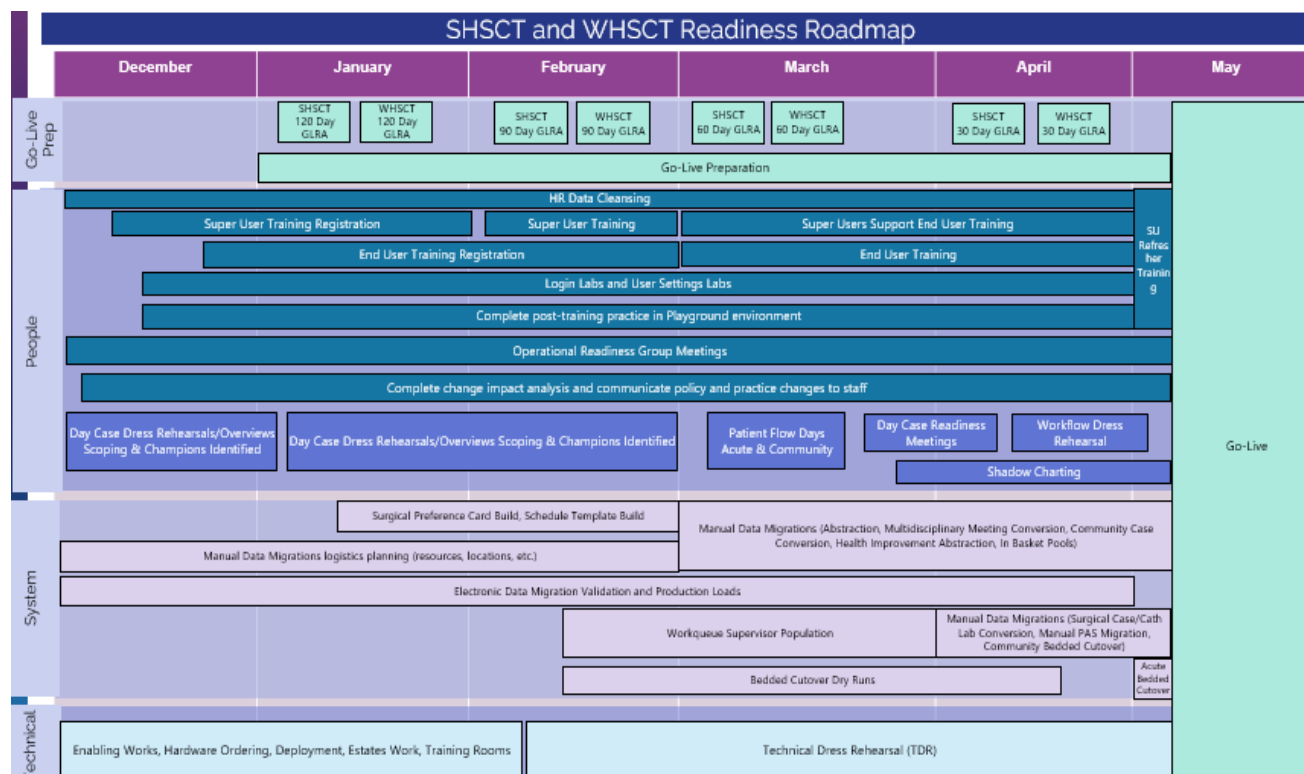 SHSCT and WHSCT Readiness Roadmap
December
January
February
March
April
May
Go-Live
Prep
SHSCT
120 Day
GLRA
WHSCT
120 Day
GLRA
SHSCT
90 Day GLRA
WHSCT
90 Day GLRA
SHSCT
60 Day GLRA
WHSCT
60 Day GLRA
SHSCT
30 Day GLRA
WHSCT
30 Day GLRA
Go-Live Preparation
People
HR Data Cleansing
Super User Training Registration
Super User Training
Super Users Support End User Training
SU
Refres
her
Trainin
g
End User Training Registration
End User Training
Login Labs and User Settings Labs
Complete post-training practice in Playground environment
Operational Readiness Group Meetings
Complete change impact analysis and communicate policy and practice changes to staff
Day Case Dress Rehearsals/Overviews
Scoping & Champions Identified
Day Case Dress Rehearsals/Overviews Scoping & Champions Identified
Patient Flow Days
Acute & Community
Day Case Readiness
Meetings
Workflow Dress
Rehearsal
Shadow Charting
Go-Live
System
Surgical Preference Card Build, Schedule Template Build
Manual Data Migrations (Abstraction, Multidisciplinary Meeting Conversion, Community Case
Conversion, Health Improvement Abstraction, In Basket Pools)
Manual Data Migrations logistics planning (resources, locations, etc.)
Electronic Data Migration Validation and Production Loads
Workqueue Supervisor Population
Manual Data Migrations (Surgical Case/Cath
Lab Conversion, Manual PAS Migration,
Community Bedded Cutover)
Bedded Cutover Dry Runs
Acute
Bedded
Cutover
Technical
Enabling Works, Hardware Ordering, Deployment, Estates Work, Training Rooms
Technical Dress Rehearsal (TDR)